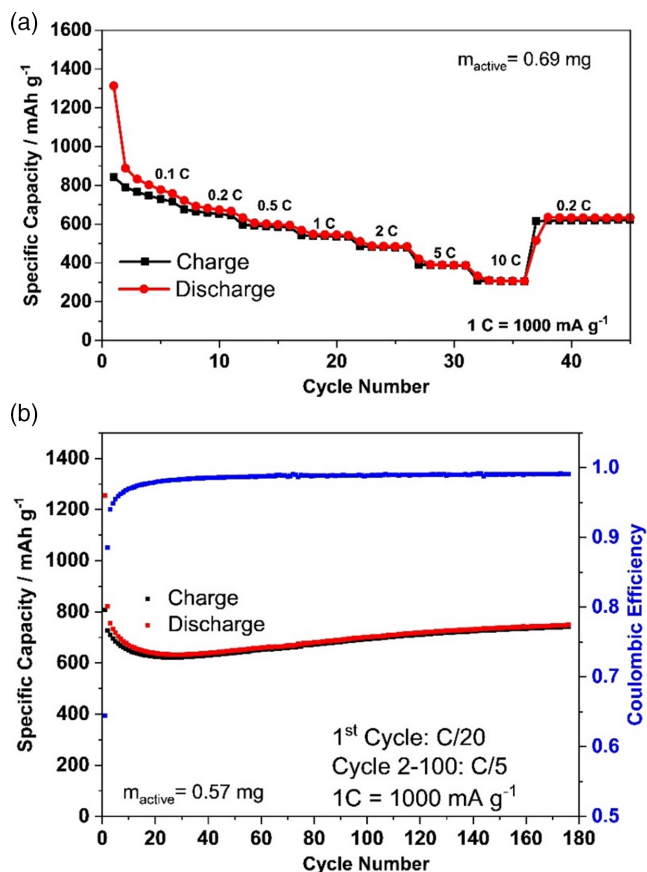 (a)
1600
1400
1200
1000
800
600
400
200
0
Specific Capacity / mAh g⁻¹
m_active = 0.69 mg
0.1 C
0.2 C
0.5 C
1 C
2 C
5 C
10 C
0.2 C
Charge
Discharge
1 C = 1000 mA g⁻¹
0 10 20 30 40
Cycle Number
(b)
1400
1200
1000
800
600
400
200
0
Specific Capacity / mAh g⁻¹
Charge
Discharge
1st Cycle: C/20
Cycle 2-100: C/5
1C = 1000 mA g⁻¹
m_active = 0.57 mg
1.0
0.9
0.8
0.7
0.6
0.5
Coulombic Efficiency
0 20 40 60 80 100 120 140 160 180
Cycle Number